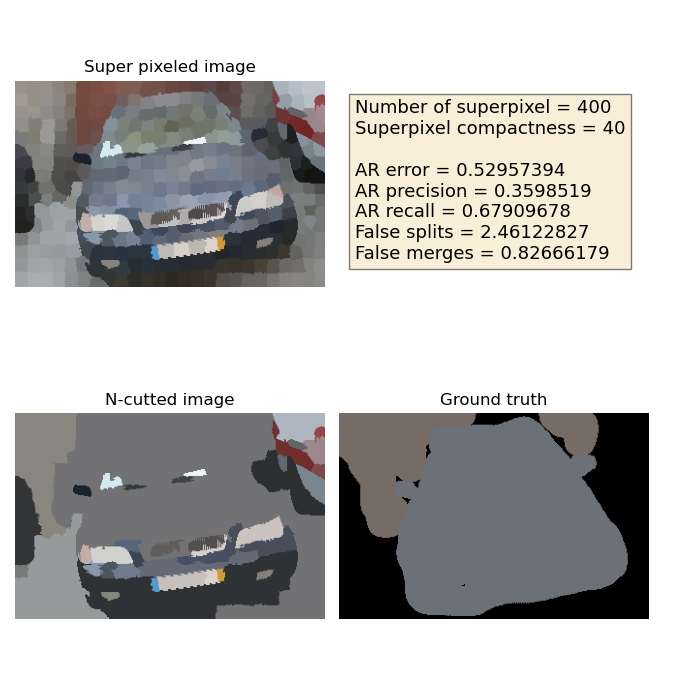 Super pixeled image
Number of superpixel = 400
Superpixel compactness = 40
AR error = 0.52957394
AR precision = 0.3598519
AR recall = 0.67909678
False splits = 2.46122827
False merges = 0.82666179
N-cutted image
Ground truth